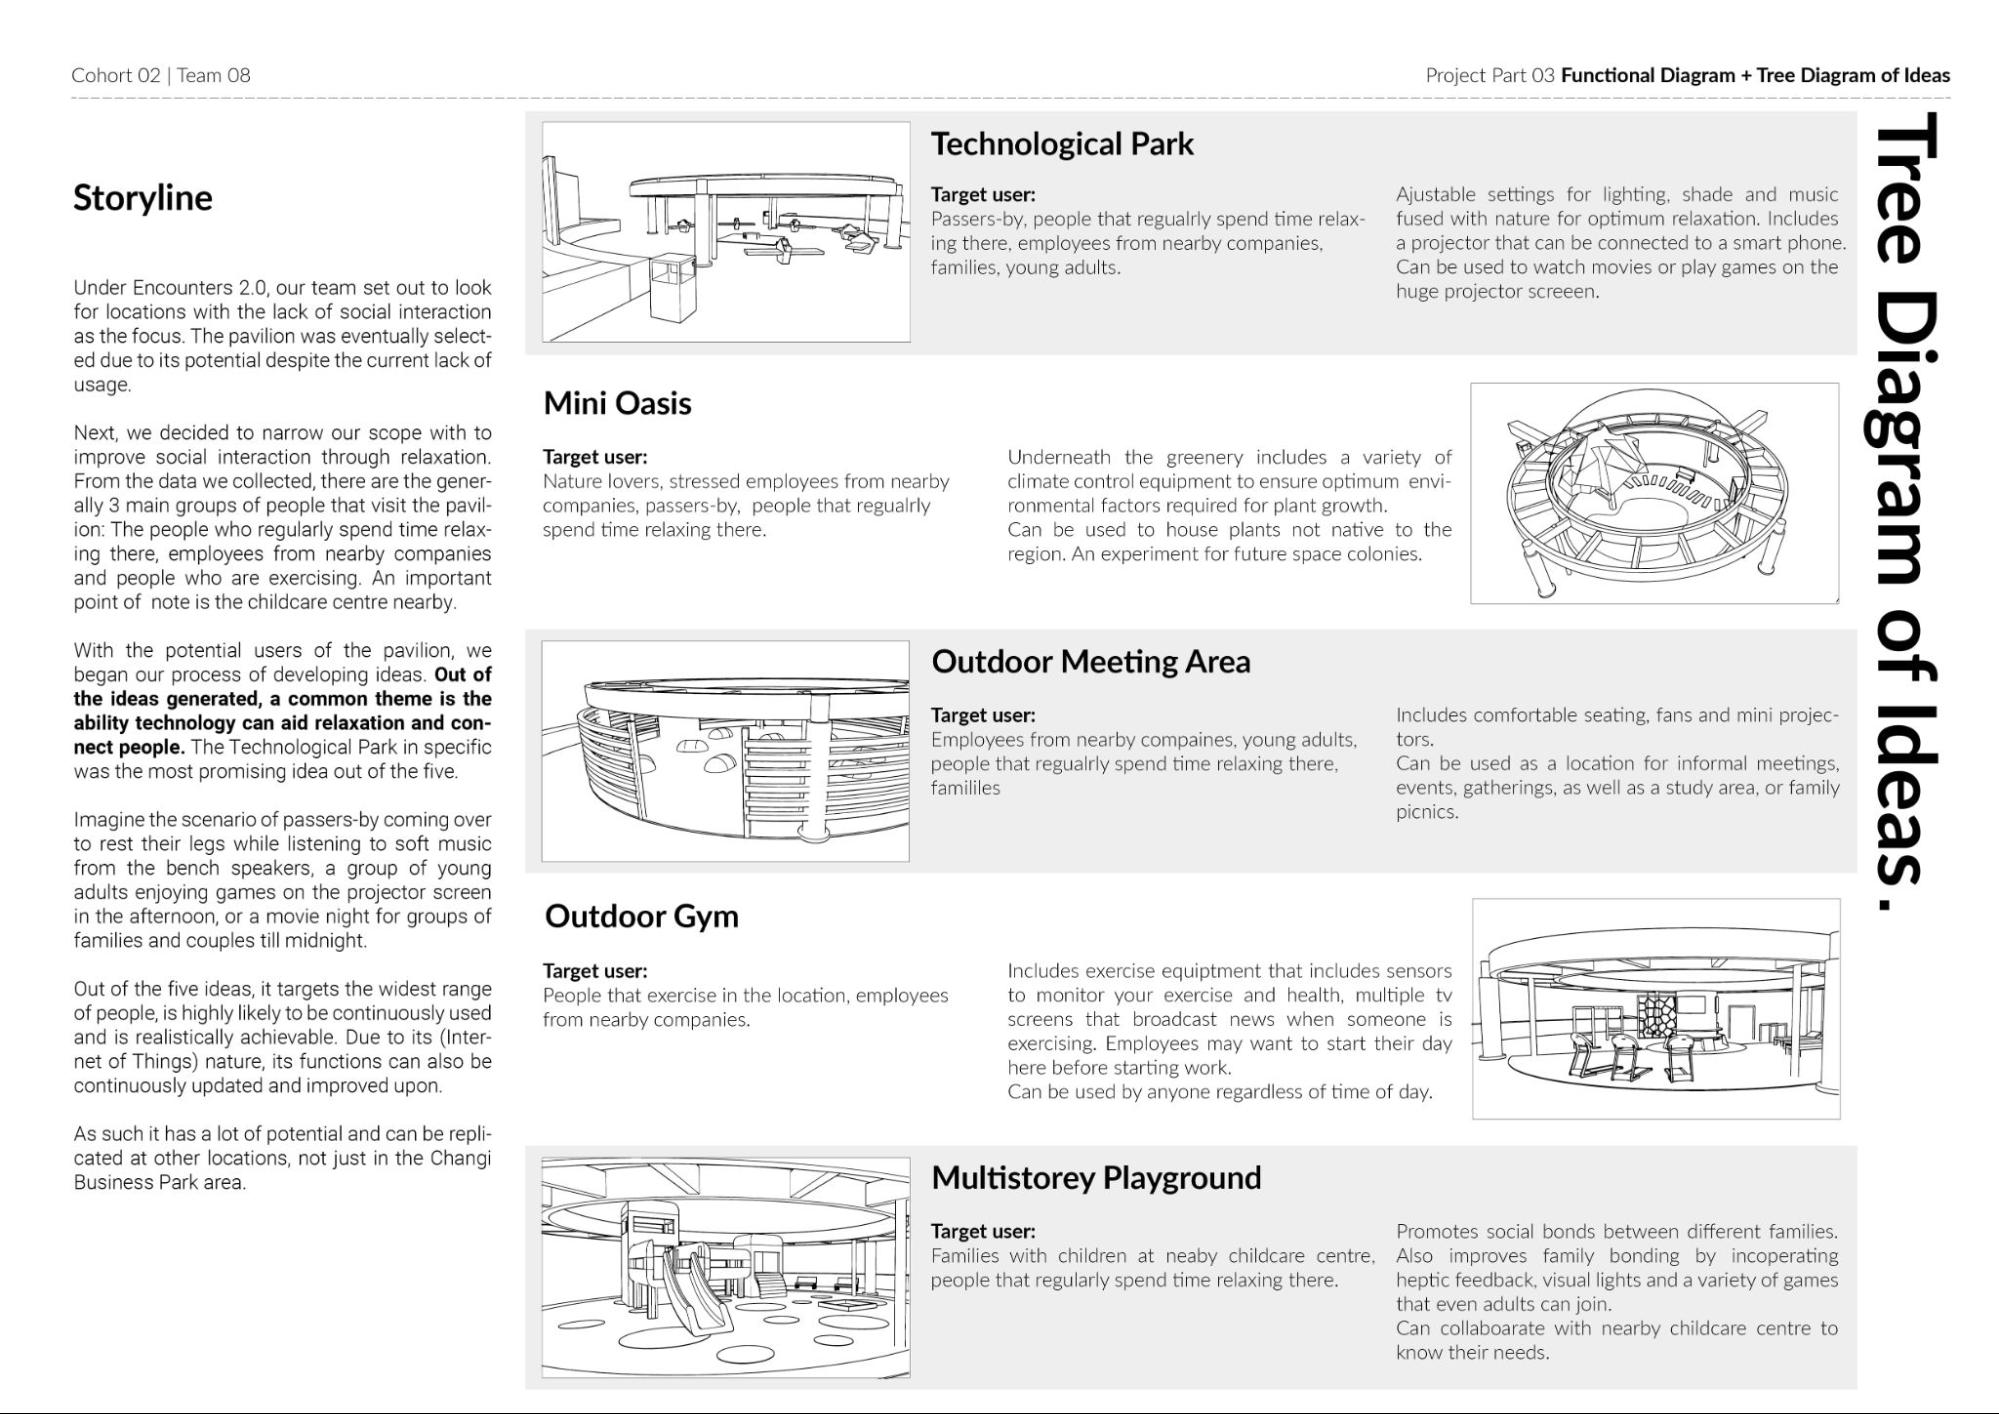 Cohort 02 | Team 08
Project Part 03 Functional Diagram + Tree Diagram of Ideas
Tree Diagram of Ideas.
Storyline
Under Encounters 2.0, our team set out to look
for locations with the lack of social interaction
as the focus. The pavilion was eventually select-
ed due to its potential despite the current lack of
usage.
Next, we decided to narrow our scope with to
improve social interaction through relaxation.
From the data we collected, there are the gener-
ally 3 main groups of people that visit the pavil-
ion: The people who regularly spend time relax-
ing there, employees from nearby companies
and people who are exercising. An important
point of note is the childcare centre nearby.
With the potential users of the pavilion, we
began our process of developing ideas. Out of
the ideas generated, a common theme is the
ability technology can aid relaxation and con-
nect people. The Technological Park in specific
was the most promising idea out of the five.
Imagine the scenario of passers-by coming over
to rest their legs while listening to soft music
from the bench speakers, a group of young
adults enjoying games on the projector screen
in the afternoon, or a movie night for groups of
families and couples till midnight.
Out of the five ideas, it targets the widest range
of people, is highly likely to be continuously used
and is realistically achievable. Due to its (Inter-
net of Things) nature, its functions can also be
continuously updated and improved upon.
As such it has a lot of potential and can be repli-
cated at other locations, not just in the Changi
Business Park area.
Technological Park
Target user:
Passers-by, people that regualrly spend time relax-
ing there, employees from nearby companies,
families, young adults.
Ajustable settings for lighting, shade and music
fused with nature for optimum relaxation. Includes
a projector that can be connected to a smart phone.
Can be used to watch movies or play games on the
huge projector screeen.
Mini Oasis
Target user:
Nature lovers, stressed employees from nearby
companies, passers-by, people that regualrly
spend time relaxing there.
Underneath the greenery includes a variety of
climate control equipment to ensure optimum envi-
ronmental factors required for plant growth.
Can be used to house plants not native to the
region. An experiment for future space colonies.
Outdoor Meeting Area
Target user:
Employees from nearby compaines, young adults,
people that regualrly spend time relaxing there,
famililes
Includes comfortable seating, fans and mini projec-
tors.
Can be used as a location for informal meetings,
events, gatherings, as well as a study area, or family
picnics.
Outdoor Gym
Target user:
People that exercise in the location, employees
from nearby companies.
Includes exercise equiptment that includes sensors
to monitor your exercise and health, multiple tv
screens that broadcast news when someone is
exercising. Employees may want to start their day
here before starting work.
Can be used by anyone regardless of time of day.
Multistorey Playground
Target user:
Families with children at neaby childcare centre,
people that regularly spend time relaxing there.
Promotes social bonds between different families.
Also improves family bonding by incoperating
heptic feedback, visual lights and a variety of games
that even adults can join.
Can collaboarate with nearby childcare centre to
know their needs.